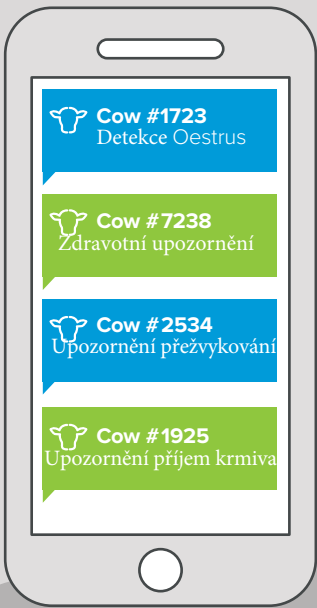 Cow #1723
Detekce Oestrus
Cow #7238
Zdravotní upozornění
Cow #2534
Upozornění přežvykování
Cow #1925
Upozornění příjem krmiva